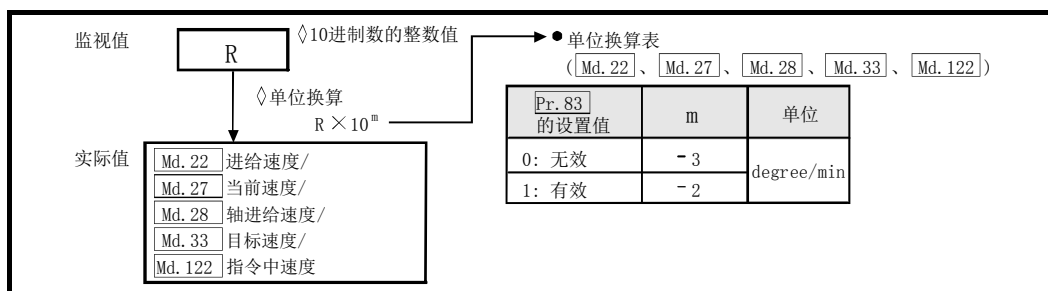 监视值
R
◊10进制数的整数值
● 单位换算表
(Md.22、Md.27、Md.28、Md.33、Md.122)
◊单位换算
R×10^m
Pr.83 的设置值 m 单位
0: 无效 -3 degree/min
1: 有效 -2
实际值
Md.22 进给速度/
Md.27 当前速度/
Md.28 轴进给速度/
Md.33 目标速度/
Md.122 指令中速度